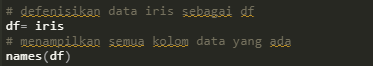 # defenisikan data iris sebagai df
df= iris
# menampilkan semua kolom data yang ada
names(df)